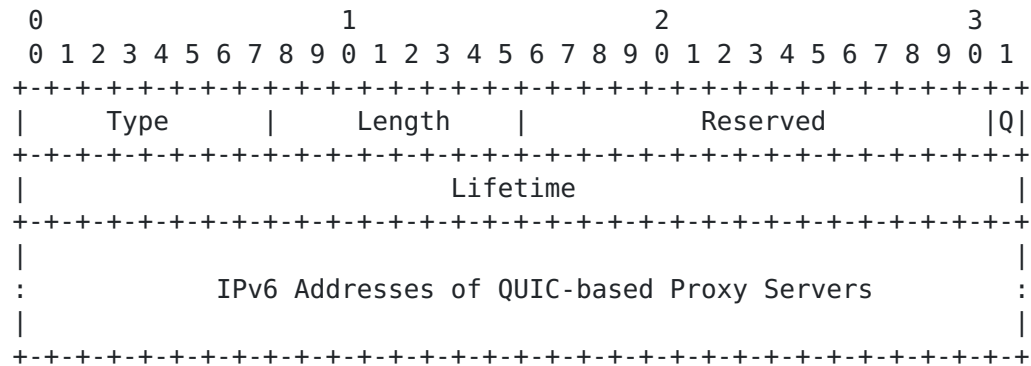 0                   1                   2                   3
 0 1 2 3 4 5 6 7 8 9 0 1 2 3 4 5 6 7 8 9 0 1 2 3 4 5 6 7 8 9 0 1
+-+-+-+-+-+-+-+-+-+-+-+-+-+-+-+-+-+-+-+-+-+-+-+-+-+-+-+-+-+-+-+-+
|     Type      |     Length    |           Reserved          |Q|
+-+-+-+-+-+-+-+-+-+-+-+-+-+-+-+-+-+-+-+-+-+-+-+-+-+-+-+-+-+-+-+-+
|                           Lifetime                            |
+-+-+-+-+-+-+-+-+-+-+-+-+-+-+-+-+-+-+-+-+-+-+-+-+-+-+-+-+-+-+-+-+
|                                                               |
:            IPv6 Addresses of QUIC-based Proxy Servers         :
|                                                               |
+-+-+-+-+-+-+-+-+-+-+-+-+-+-+-+-+-+-+-+-+-+-+-+-+-+-+-+-+-+-+-+-+